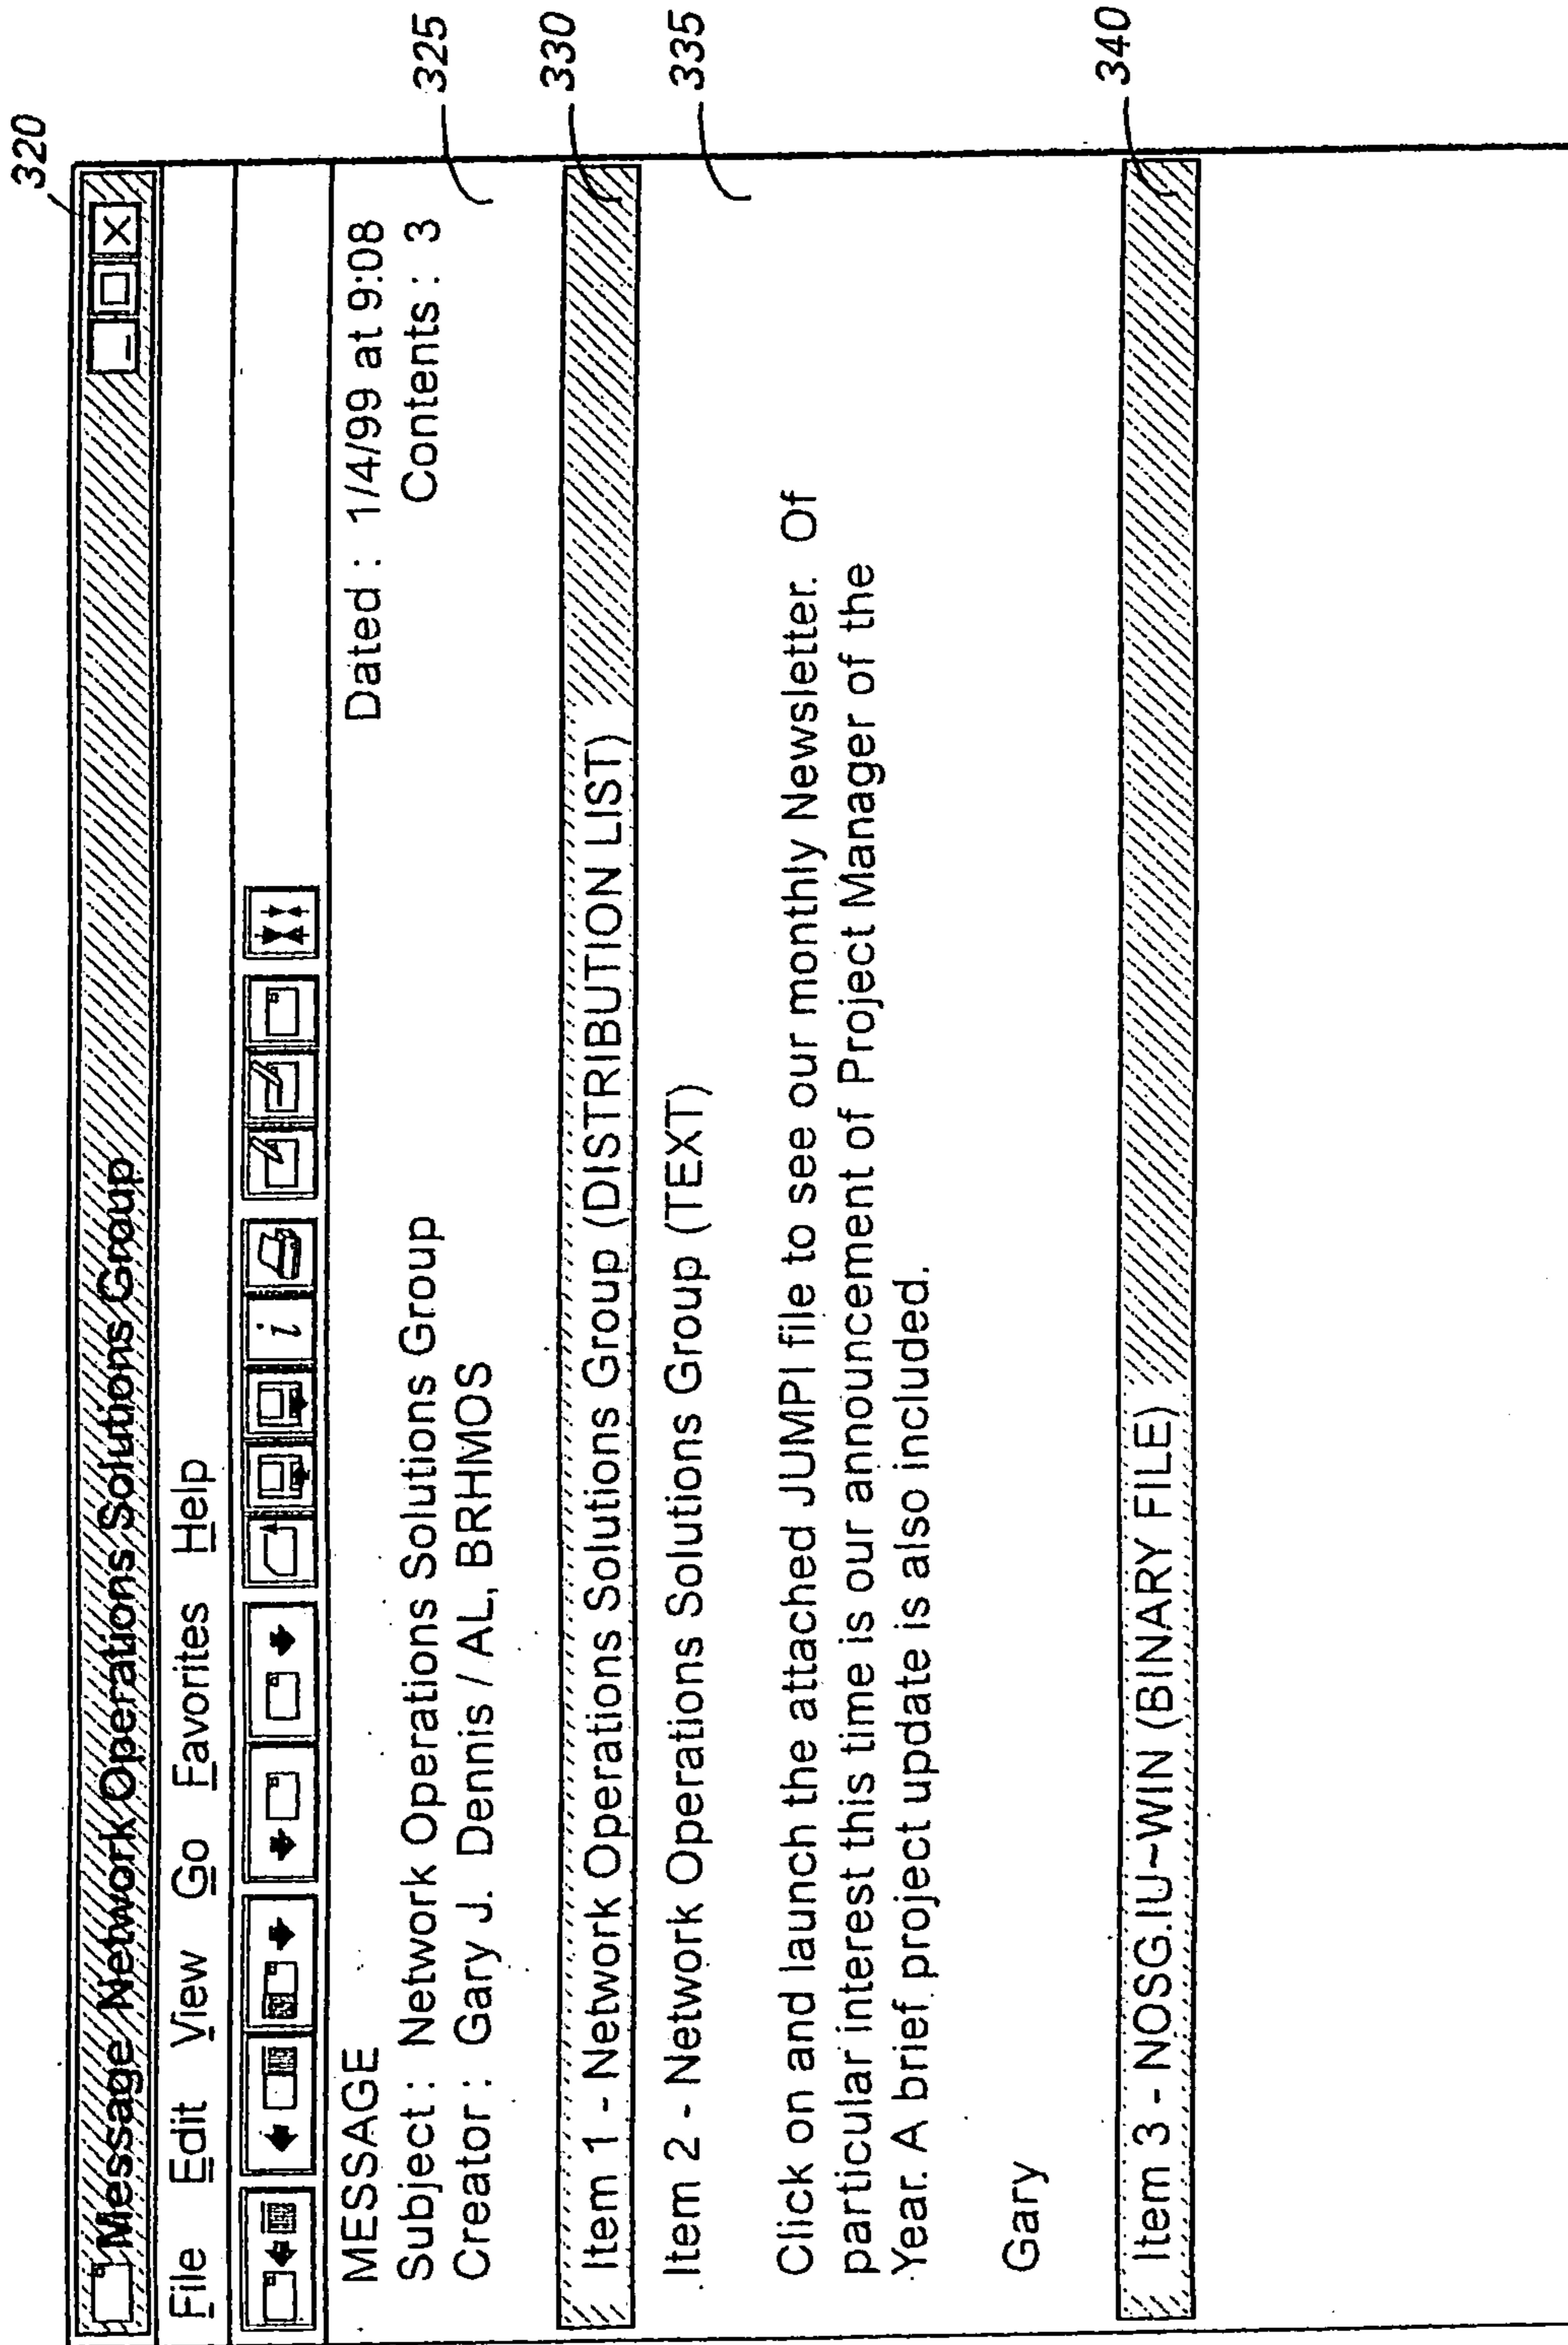 320
Message Network Operations Solutions Group
File Edit View Go Favorites Help
i
MESSAGE
Dated : 1/4/99 at 9:08
Subject : Network Operations Solutions Group
Contents : 3
325
Creator : Gary J. Dennis / AL, BRHMOS
Item 1 - Network Operations Solutions Group (DISTRIBUTION LIST)
330
Item 2 - Network Operations Solutions Group (TEXT)
335
Click on and launch the attached JUMPI file to see our monthly Newsletter. Of
particular interest this time is our announcement of Project Manager of the
Year. A brief project update is also included.
Gary
Item 3 - NOSG.IU~WIN (BINARY FILE)
340